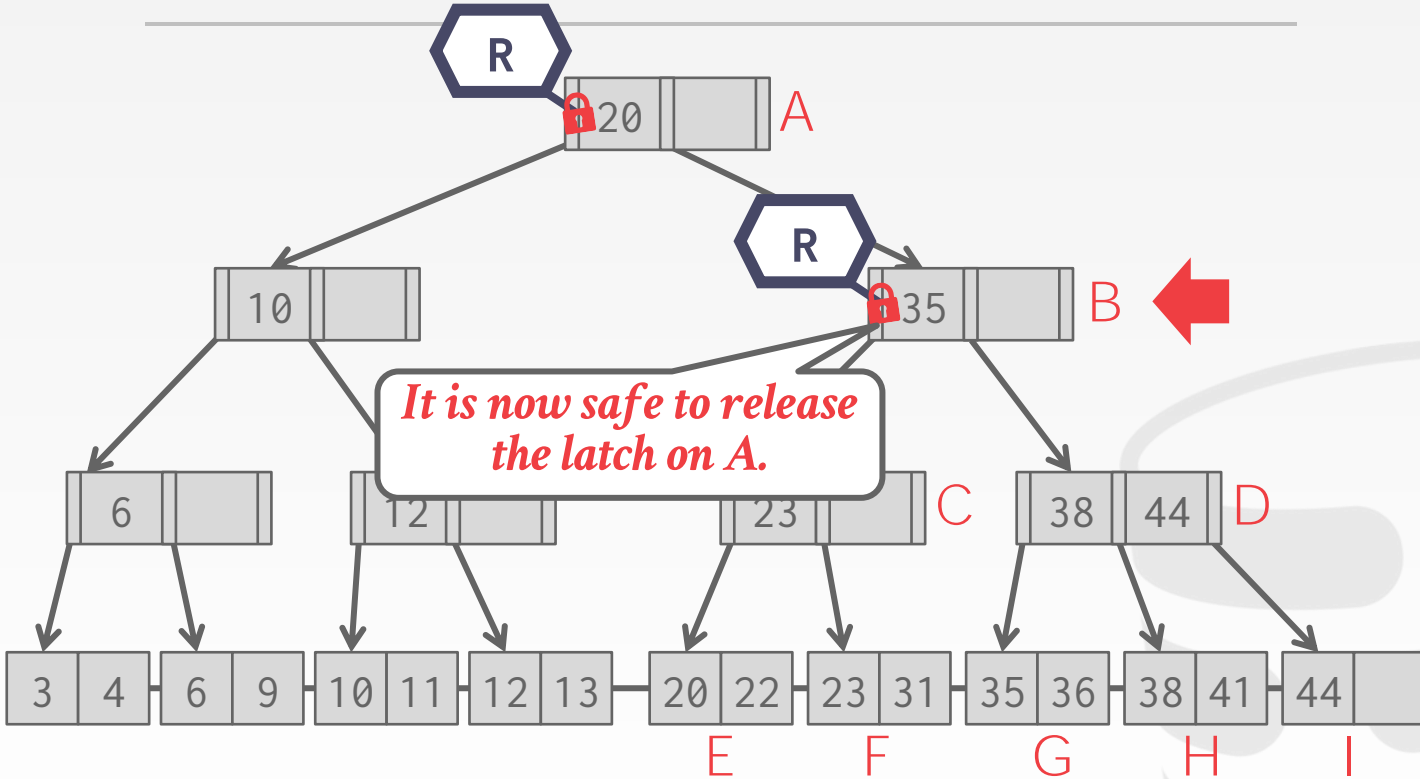 R
20 A
R
10 35 B
It is now safe to release
the latch on A.
6 12 23 C 38 44 D
3 4 6 9 10 11 12 13 20 22 23 31 35 36 38 41 44
E F G H I